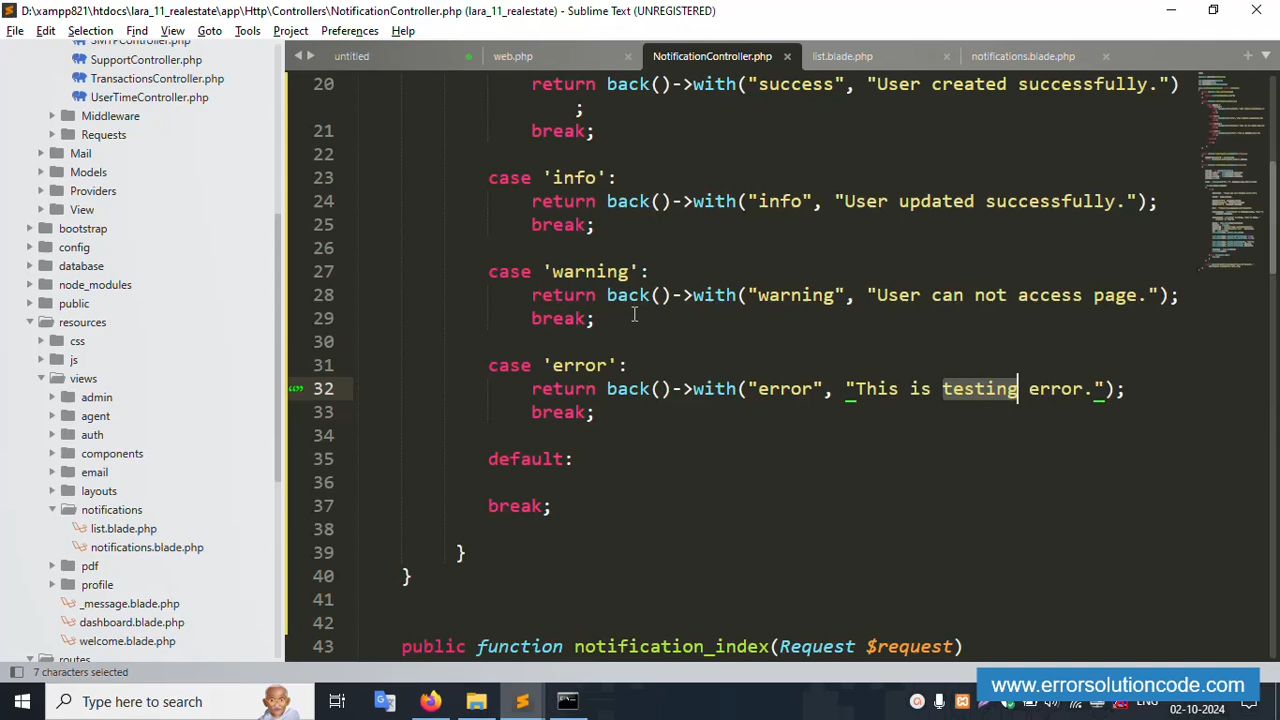 D:\xampp821\htdocs\lara_11_realestate\app\Http\Controllers\NotificationController.php (lara_11_realestate) - Sublime Text (UNREGISTERED)
File Edit Selection Find View Goto Tools Project Preferences Help
untitled web.php NotificationController.php list.blade.php notifications.blade.php
SMTPController.php
SupportController.php
TransactionsController.php
UserTimeController.php
Middleware
Requests
Mail
Models
Providers
View
bootstrap
config
database
node_modules
public
resources
css
js
views
admin
agent
auth
components
email
layouts
notifications
list.blade.php
notifications.blade.php
pdf
profile
_message.blade.php
dashboard.blade.php
welcome.blade.php
routes
20 return back()->with("success", "User created successfully.")
;
21 break;
22
23 case 'info':
24 return back()->with("info", "User updated successfully.");
25 break;
26
27 case 'warning':
28 return back()->with("warning", "User can not access page.");
29 break;
30
31 case 'error':
32 return back()->with("error", "This is testing error.");
33 break;
34
35 default:
36
37 break;
38
39 }
40 }
41
42
43 public function notification_index(Request $request)
7 characters selected
www.errorsolutioncode.com
Type here to search
02-10-2024